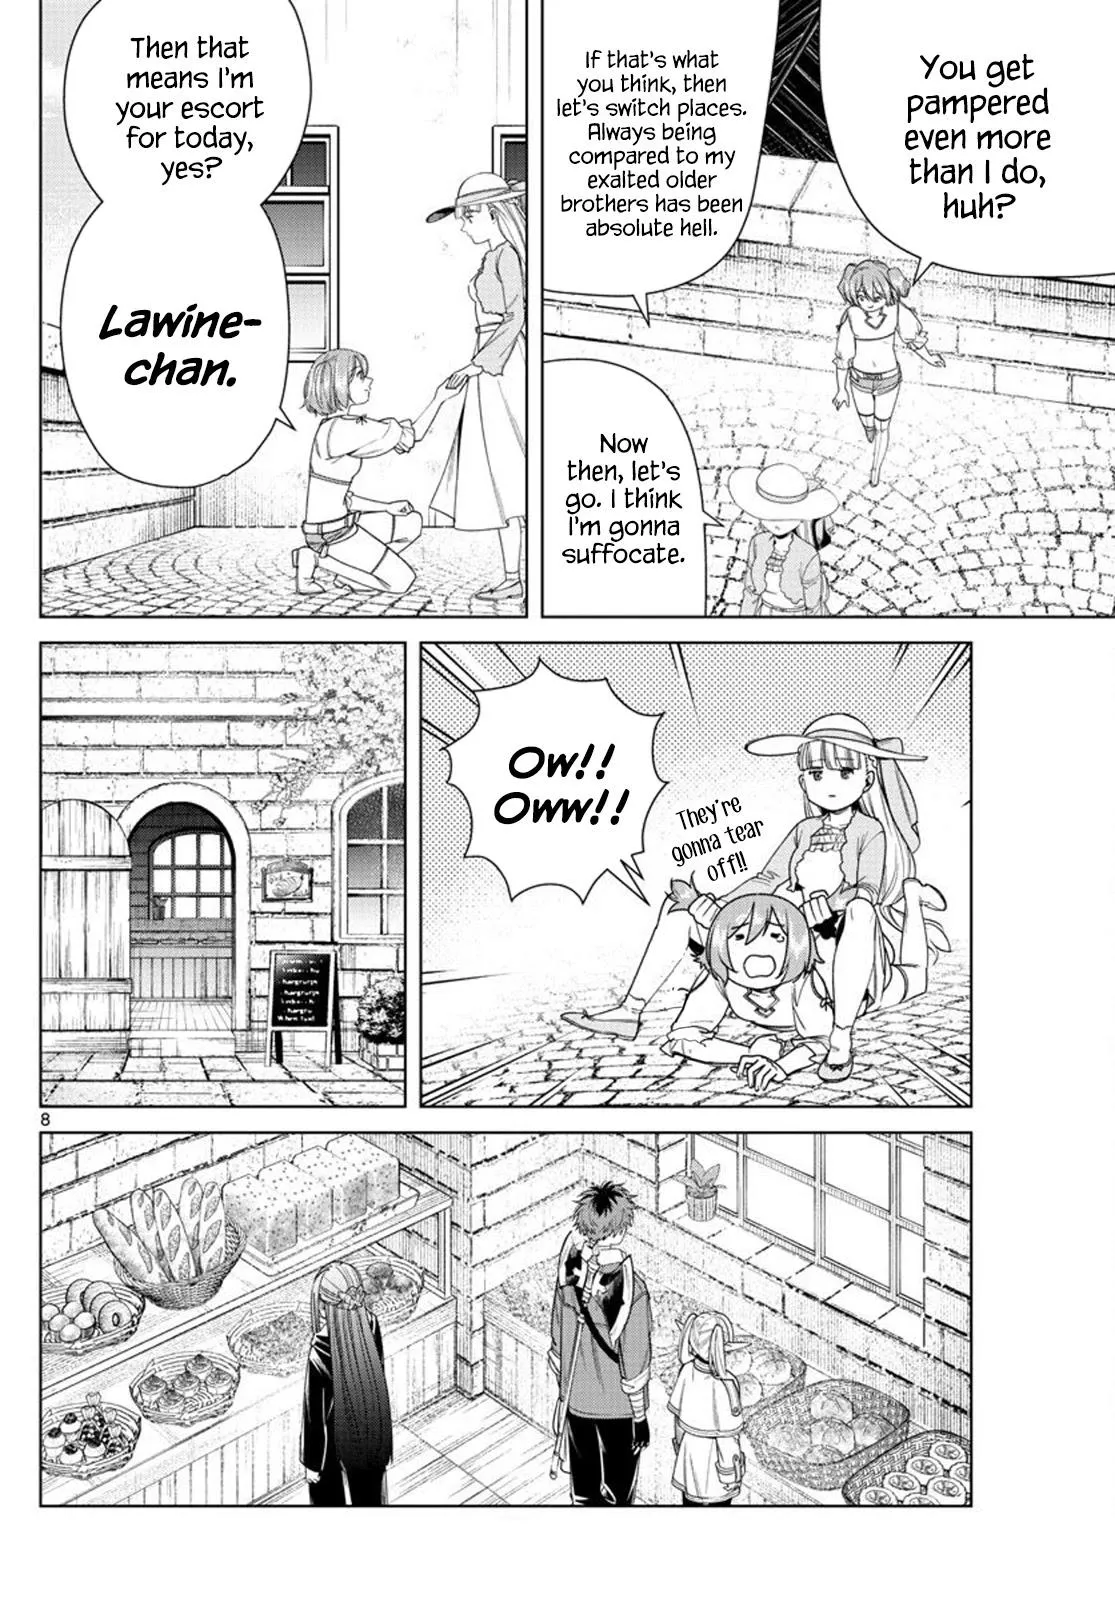 You get
pampered
even more
than I do,
huh?
If that's what
you think, then
let's switch places.
Always being
compared to my
exalted older
brothers has been
absolute hell.
Now
then, let's
go. I think
I'm gonna
suffocate.
Then that
means I'm
your escort
for today,
yes?
Lawine-
chan.
Ow!!
Oww!!
They're
gonna tear
off!!
8